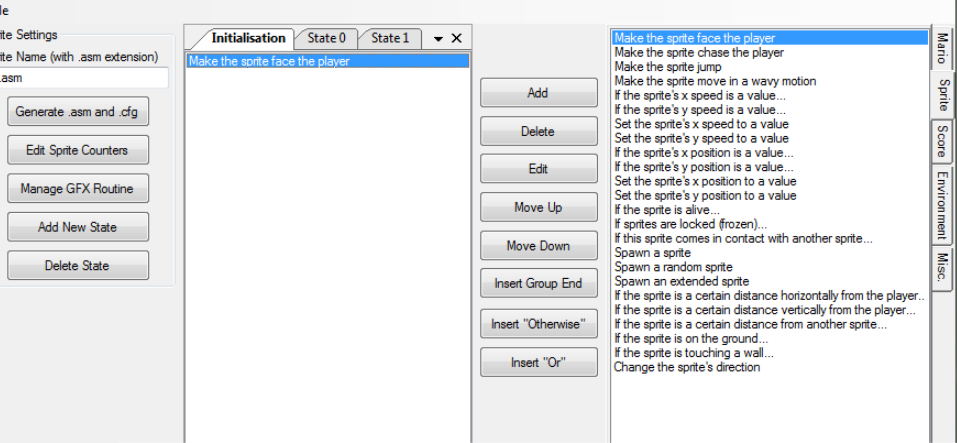 le
rite Settings
ite Name (with .asm extension)
.asm
Generate .asm and .cfg
Edit Sprite Counters
Manage GFX Routine
Add New State
Delete State
Initialisation
State 0
State 1
Make the sprite face the player
Add
Delete
Edit
Move Up
Move Down
Insert Group End
Insert "Otherwise"
Insert "Or"
Make the sprite face the player
Make the sprite chase the player
Make the sprite jump
Make the sprite move in a wavy motion
If the sprite's x speed is a value...
If the sprite's y speed is a value...
Set the sprite's x speed to a value
Set the sprite's y speed to a value
If the sprite's x position is a value...
If the sprite's y position is a value...
Set the sprite's x position to a value
Set the sprite's y position to a value
If the sprite is alive...
If sprites are locked (frozen)...
If this sprite comes in contact with another sprite...
Spawn a sprite
Spawn a random sprite
Spawn an extended sprite
If the sprite is a certain distance horizontally from the player..
If the sprite is a certain distance vertically from the player...
If the sprite is a certain distance from another sprite...
If the sprite is on the ground...
If the sprite is touching a wall...
Change the sprite's direction
Mario
Sprite
Score
Environment
Misc.